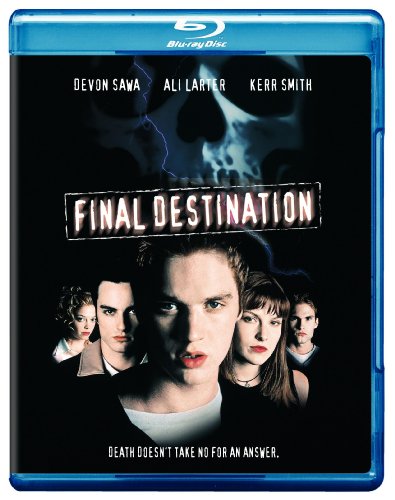 Blu-ray Disc
DEVON SAWA ALI LARTER KERR SMITH
FINAL DESTINATION
DEATH DOESN'T TAKE NO FOR AN ANSWER.